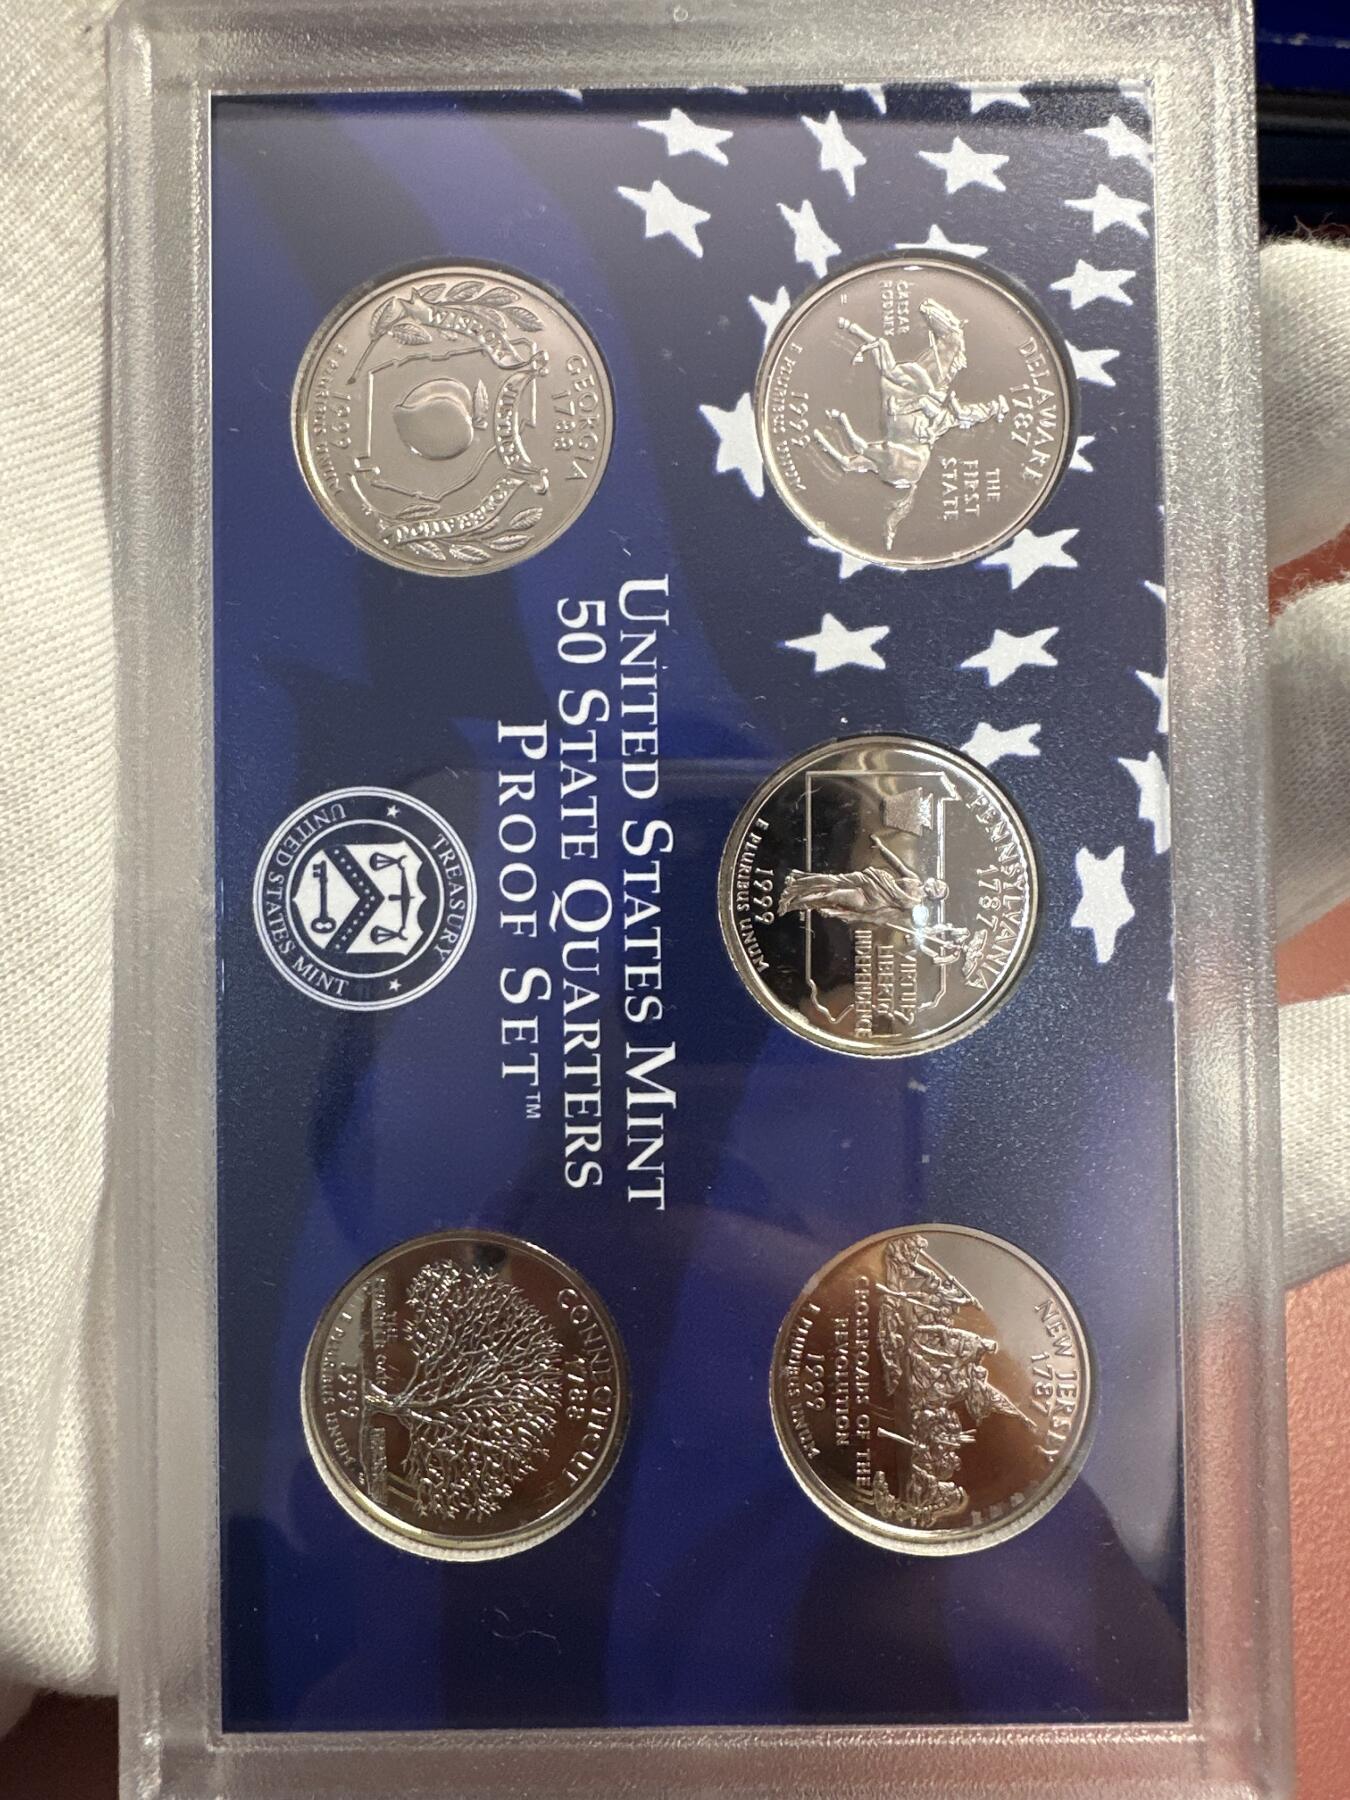 DELAWARE
1787
THE
FIRST
STATE
CAESAR
RODNEY
1999
E PLURIBUS UNUM
PENNSYLVANIA
1787
VIRTUE
LIBERTY
INDEPENDENCE
1999
E PLURIBUS UNUM
NEW JERSEY
1787
CROSSROADS OF THE
REVOLUTION
1999
E PLURIBUS UNUM
UNITED STATES MINT
50 STATE QUARTERS
PROOF SET™
GEORGIA
1788
WISDOM
JUSTICE
MODERATION
1999
E PLURIBUS UNUM
TREASURY
UNITED STATES MINT
CONNECTICUT
1788
THE
CHARTER OAK
1999
E PLURIBUS UNUM